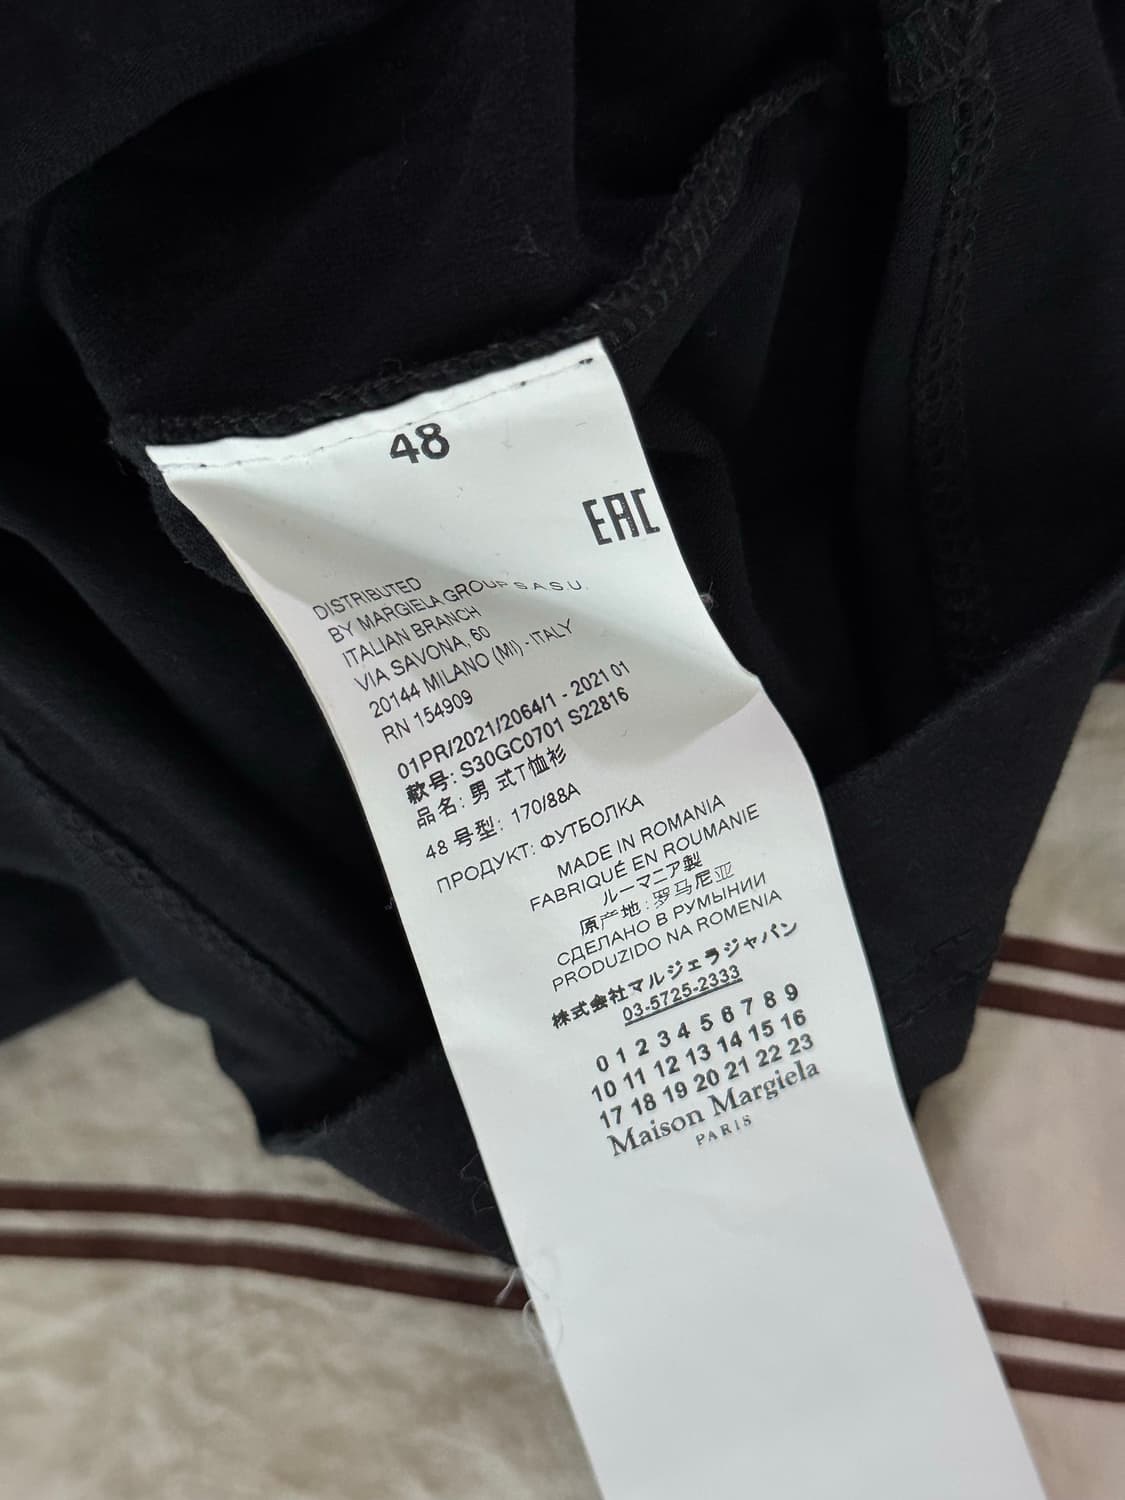 48
EAC
DISTRIBUTED
BY MARGIELA GROUP S.A.S.U.
ITALIAN BRANCH
VIA SAVONA, 60
20144 MILANO (MI) - ITALY
RN 154909
01PR/2021/2064/1 - 2021 01
款号: S30GC0701 S22816
品名: 男 式T恤衫
48 号型: 170/88A
ПРОДУКТ: ФУТБОЛКА
MADE IN ROMANIA
FABRIQUÉ EN ROUMANIE
ルーマニア製
原产地: 罗马尼亚
СДЕЛАНО В РУМЫНИИ
PRODUZIDO NA ROMENIA
株式会社マルジェラジャパン
03-5725-2333
0 1 2 3 4 5 6 7 8 9
10 11 12 13 14 15 16
17 18 19 20 21 22 23
Maison Margiela
PARIS